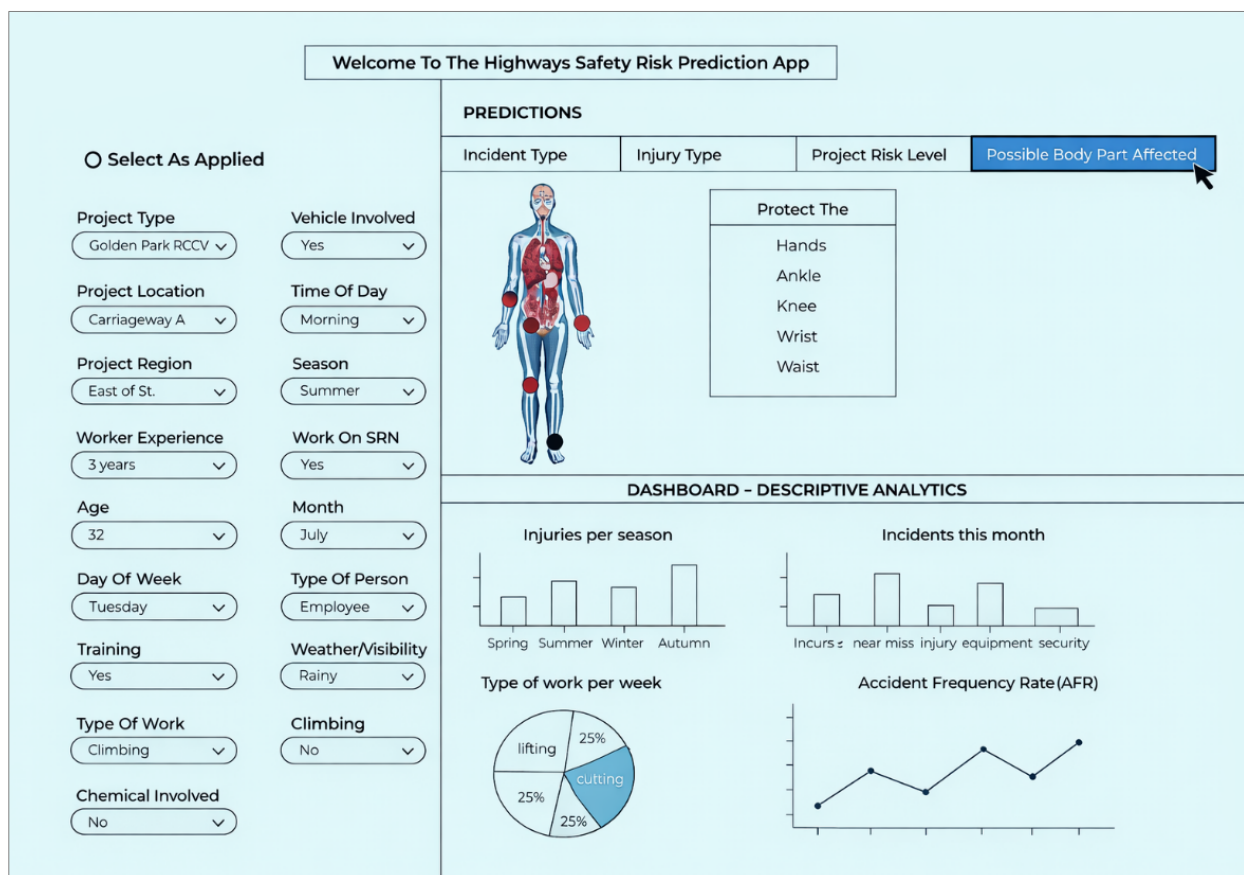 Welcome To The Highways Safety Risk Prediction App
Select As Applied
Project Type
Golden Park RCCV
Vehicle Involved
Yes
Project Location
Carriageway A
Time Of Day
Morning
Project Region
East of St.
Season
Summer
Worker Experience
3 years
Work On SRN
Yes
Age
32
Month
July
Day Of Week
Tuesday
Type Of Person
Employee
Training
Yes
Weather/Visibility
Rainy
Type Of Work
Climbing
Climbing
No
Chemical Involved
No
PREDICTIONS
Incident Type
Injury Type
Project Risk Level
Possible Body Part Affected
Protect The
Hands
Ankle
Knee
Wrist
Waist
DASHBOARD – DESCRIPTIVE ANALYTICS
Injuries per season
Spring Summer Winter Autumn
Incidents this month
near miss injury equipment security
Type of work per week
lifting
25%
cutting
25%
25%
Accident Frequency Rate (AFR)